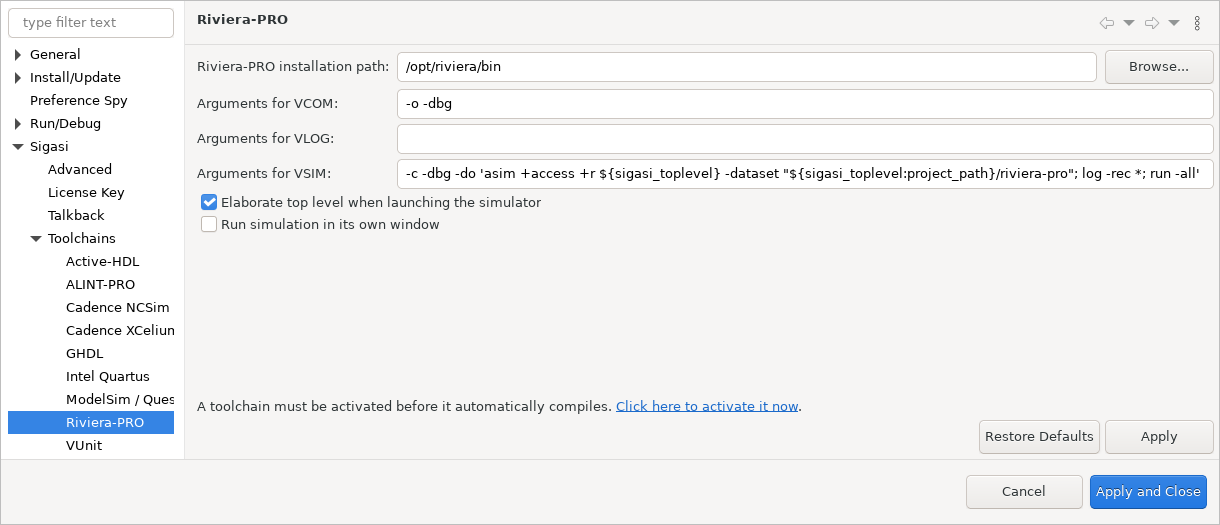 type filter text
General
Install/Update
Preference Spy
Run/Debug
Sigasi
Advanced
License Key
Talkback
Toolchains
Active-HDL
ALINT-PRO
Cadence NCSim
Cadence XCeliun
GHDL
Intel Quartus
ModelSim / Ques
Riviera-PRO
VUnit
Riviera-PRO
Riviera-PRO installation path: /opt/riviera/bin Browse...
Arguments for VCOM: -o -dbg
Arguments for VLOG:
Arguments for VSIM: -c -dbg -do 'asim +access +r ${sigasi_toplevel} -dataset "${sigasi_toplevel:project_path}/riviera-pro"; log -rec *; run -all'
Elaborate top level when launching the simulator
Run simulation in its own window
A toolchain must be activated before it automatically compiles. Click here to activate it now.
Restore Defaults Apply
Cancel Apply and Close